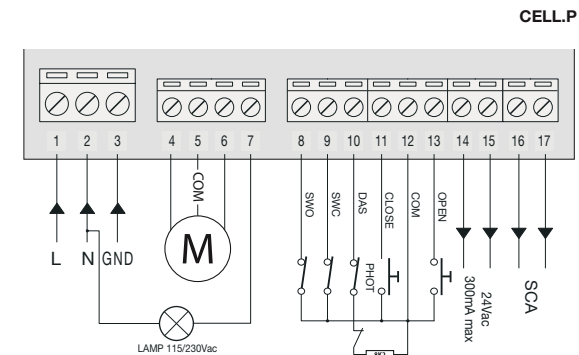 CELL.P
1 2 3 4 5 6 7 8 9 10 11 12 13 14 15 16 17
COM
SWO
SWC
DAS
CLOSE
COM
OPEN
PHOT
300mA max
24Vac
SCA
L N GND
M
LAMP 115/230Vac
8K2